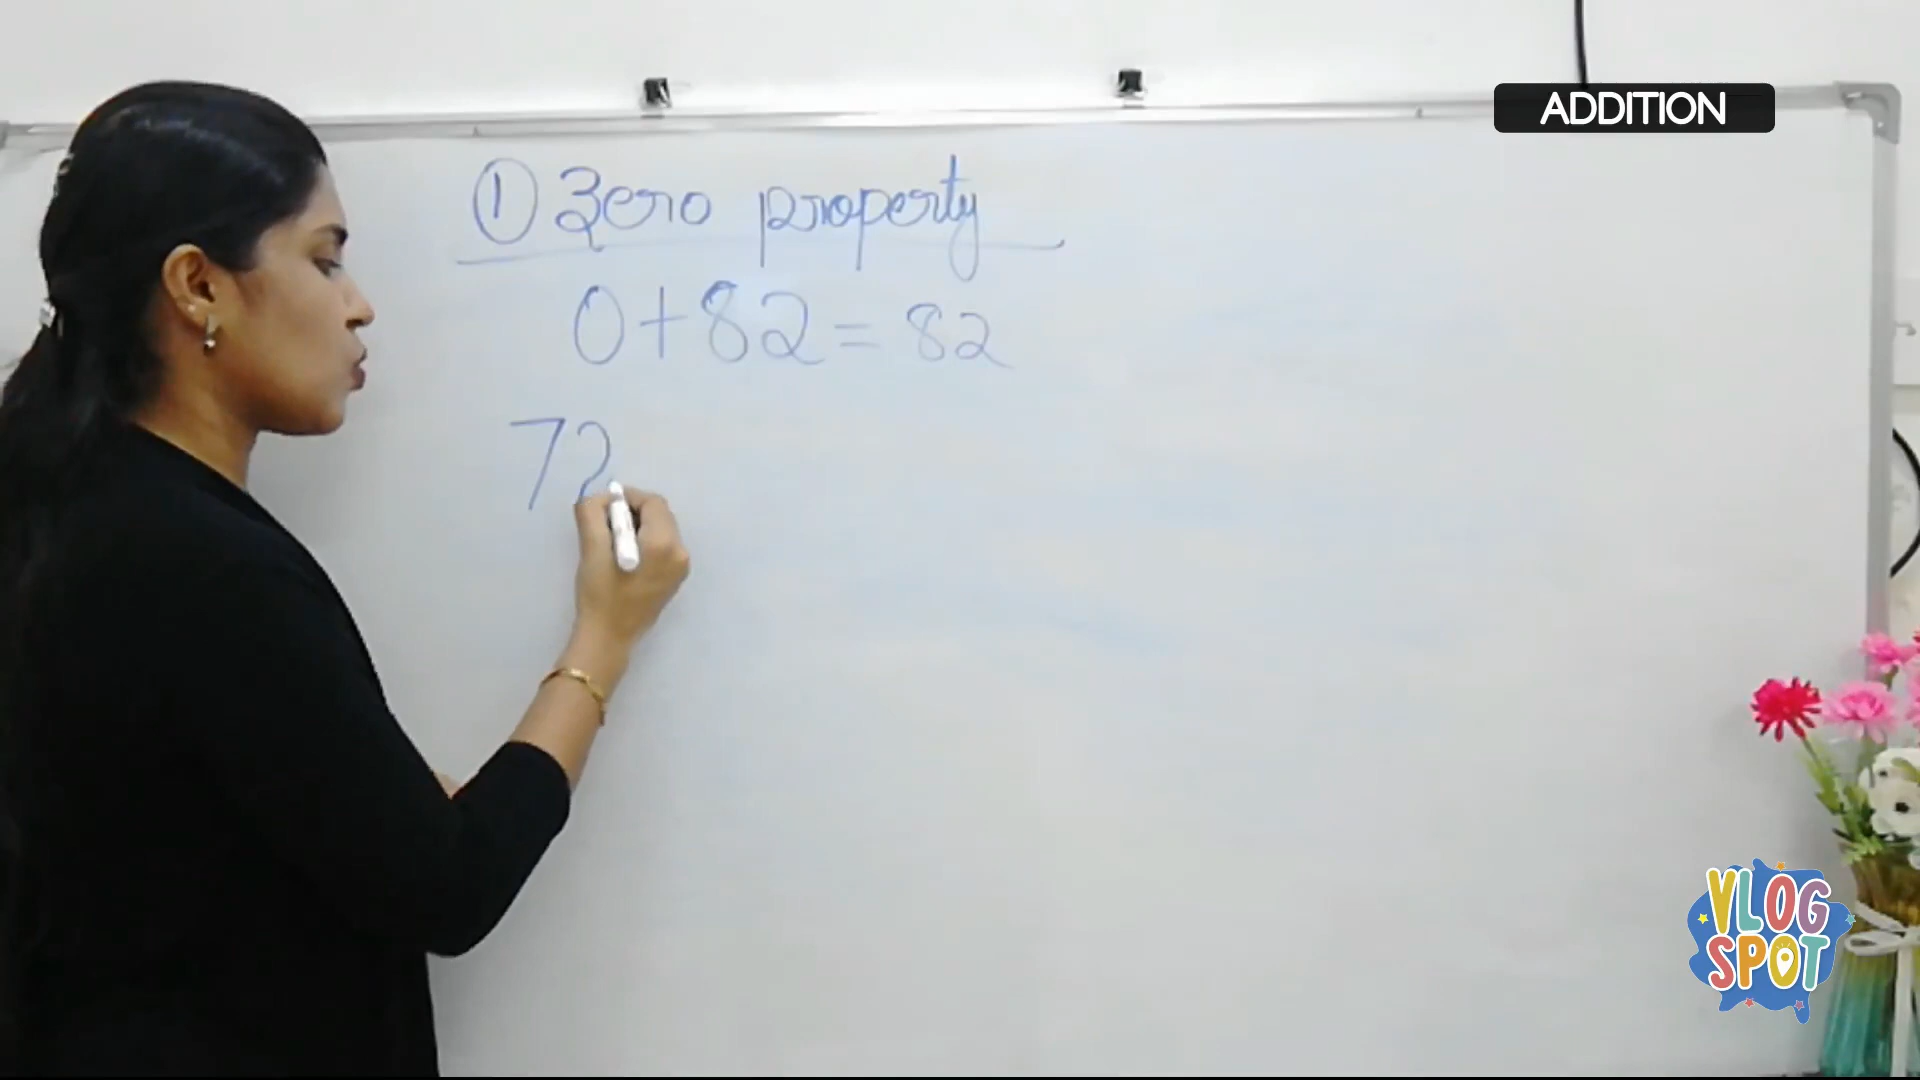 ADDITION
① Zero property
0+82=82
72
VLOG
SPOT